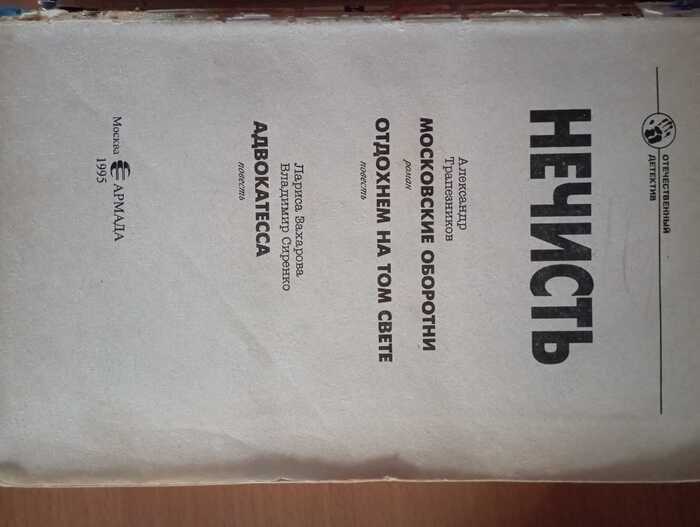 ОТЕЧЕСТВЕННЫЙ
ДЕТЕКТИВ
НЕЧИСТЬ
Александр
Трапезников
МОСКОВСКИЕ ОБОРОТНИ
роман
ОТДОХНЕМ НА ТОМ СВЕТЕ
повесть
Лариса Захарова
Владимир Сиренко
АДВОКАТЕССА
повесть
Москва АРМАДА
1995